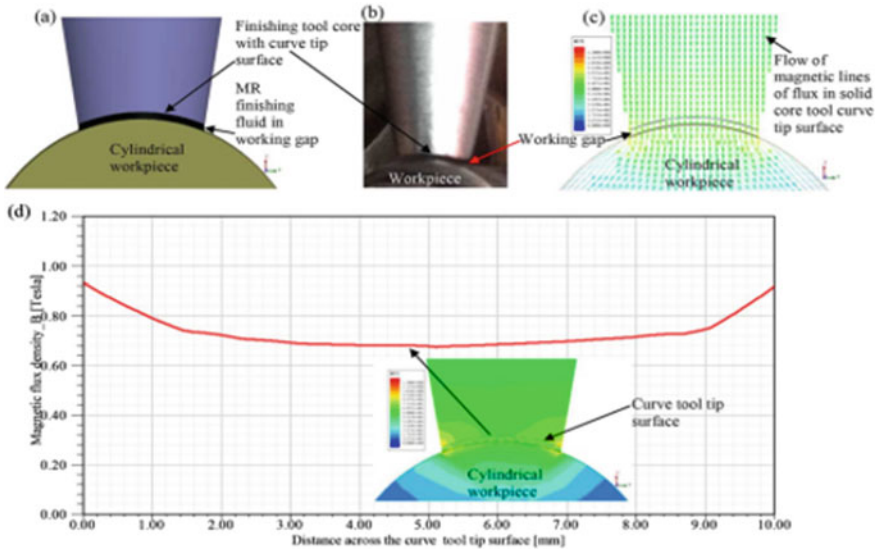 (a)
Finishing tool core
with curve tip
surface
MR
finishing
fluid in
working gap
Cylindrical
workpiece
(b)
Working gap
Workpiece
(c)
Flow of
magnetic lines
of flux in solid
core tool curve
tip surface
Cylindrical
workpiece
(d)
1.20
1.00
0.80
0.60
0.40
0.20
0.00
Magnetic flux density_B [Tesla]
Curve tool tip
surface
Cylindrical
workpiece
0.00 1.00 2.00 3.00 4.00 5.00 6.00 7.00 8.00 9.00 10.00
Distance across the curve tool tip surface [mm]